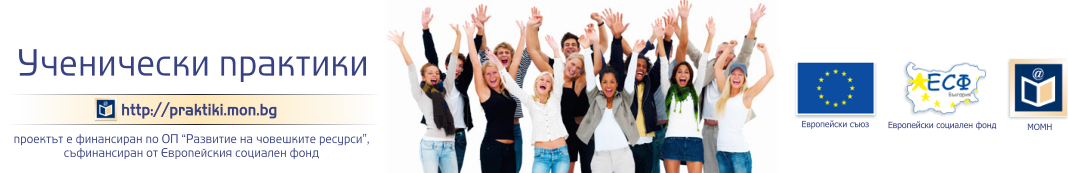 Ученически практики
http://praktiki.mon.bg
проектът е финансиран по ОП "Развитие на човешките ресурси",
съфинансиран от Европейския социален фонд
ЕСФ
България
Европейски съюз
Европейски социален фонд
@
МОМН